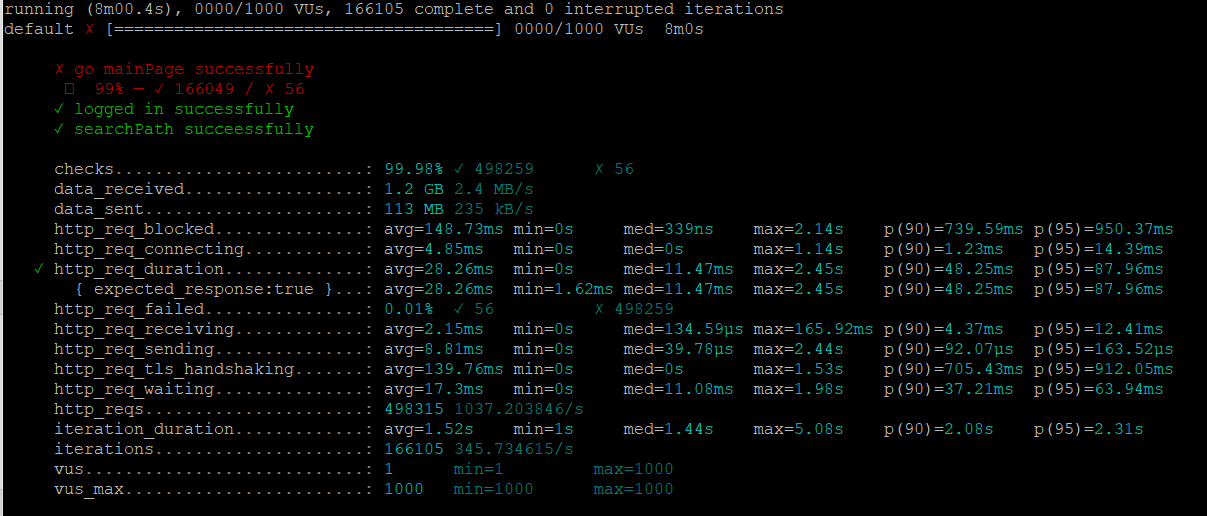 running (8m00.4s), 0000/1000 VUs, 166105 complete and 0 interrupted iterations
default ✗ [======================================] 0000/1000 VUs  8m0s
✗ go mainPage successfully
99% — ✓ 166049 / ✗ 56
✓ logged in successfully
✓ searchPath succeessfully
checks.........................: 99.98% ✓ 498259      ✗ 56
data_received..................: 1.2 GB 2.4 MB/s
data_sent......................: 113 MB 235 kB/s
http_req_blocked...............: avg=148.73ms min=0s     med=339ns    max=2.14s    p(90)=739.59ms p(95)=950.37ms
http_req_connecting............: avg=4.85ms   min=0s     med=0s       max=1.14s    p(90)=1.23ms   p(95)=14.39ms
✓ http_req_duration..............: avg=28.26ms  min=0s     med=11.47ms  max=2.45s    p(90)=48.25ms  p(95)=87.96ms
{ expected_response:true }...: avg=28.26ms  min=1.62ms med=11.47ms  max=2.45s    p(90)=48.25ms  p(95)=87.96ms
http_req_failed................: 0.01%  ✓ 56          ✗ 498259
http_req_receiving.............: avg=2.15ms   min=0s     med=134.59µs max=165.92ms p(90)=4.37ms   p(95)=12.41ms
http_req_sending...............: avg=8.81ms   min=0s     med=39.78µs  max=2.44s    p(90)=92.07µs  p(95)=163.52µs
http_req_tls_handshaking.......: avg=139.76ms min=0s     med=0s       max=1.53s    p(90)=705.43ms p(95)=912.05ms
http_req_waiting...............: avg=17.3ms   min=0s     med=11.08ms  max=1.98s    p(90)=37.21ms  p(95)=63.94ms
http_reqs......................: 498315 1037.203846/s
iteration_duration.............: avg=1.52s    min=1s     med=1.44s    max=5.08s    p(90)=2.08s    p(95)=2.31s
iterations.....................: 166105 345.734615/s
vus............................: 1      min=1         max=1000
vus_max........................: 1000   min=1000      max=1000